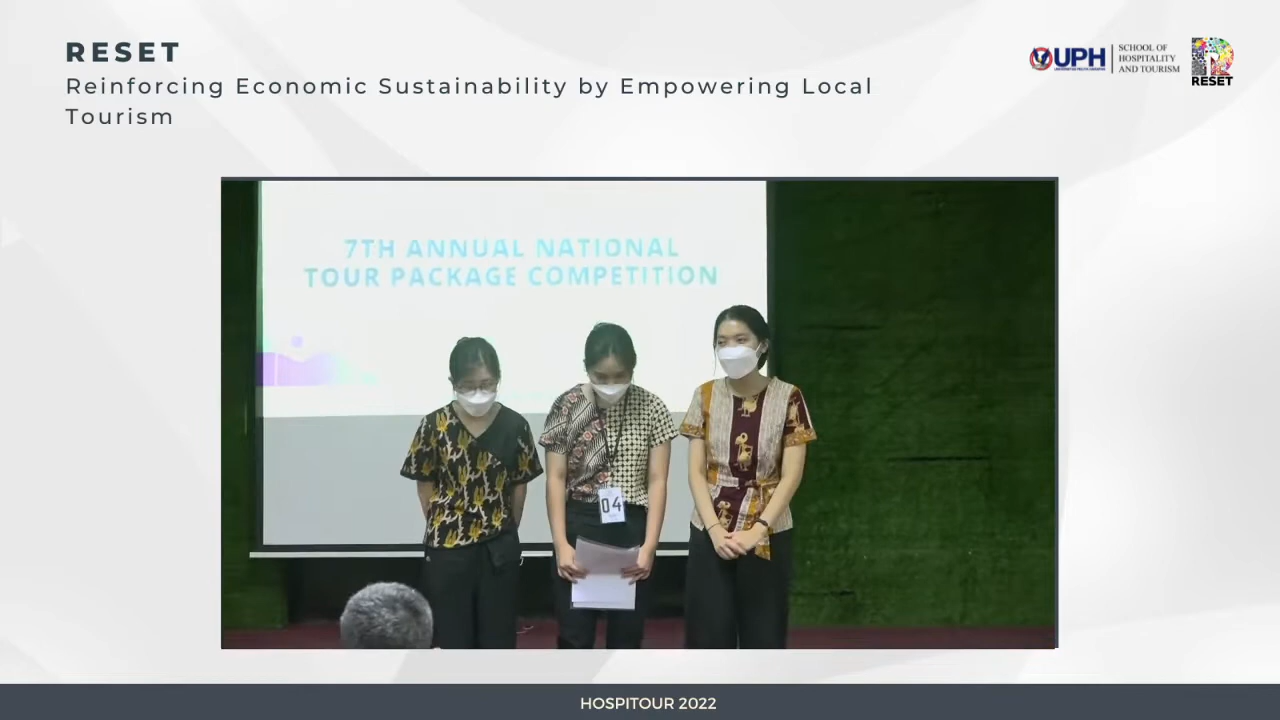 RESET
Reinforcing Economic Sustainability by Empowering Local
Tourism
UPH
SCHOOL OF
HOSPITALITY
AND TOURISM
RESET
7TH ANNUAL NATIONAL
TOUR PACKAGE COMPETITION
04
HOSPITOUR 2022